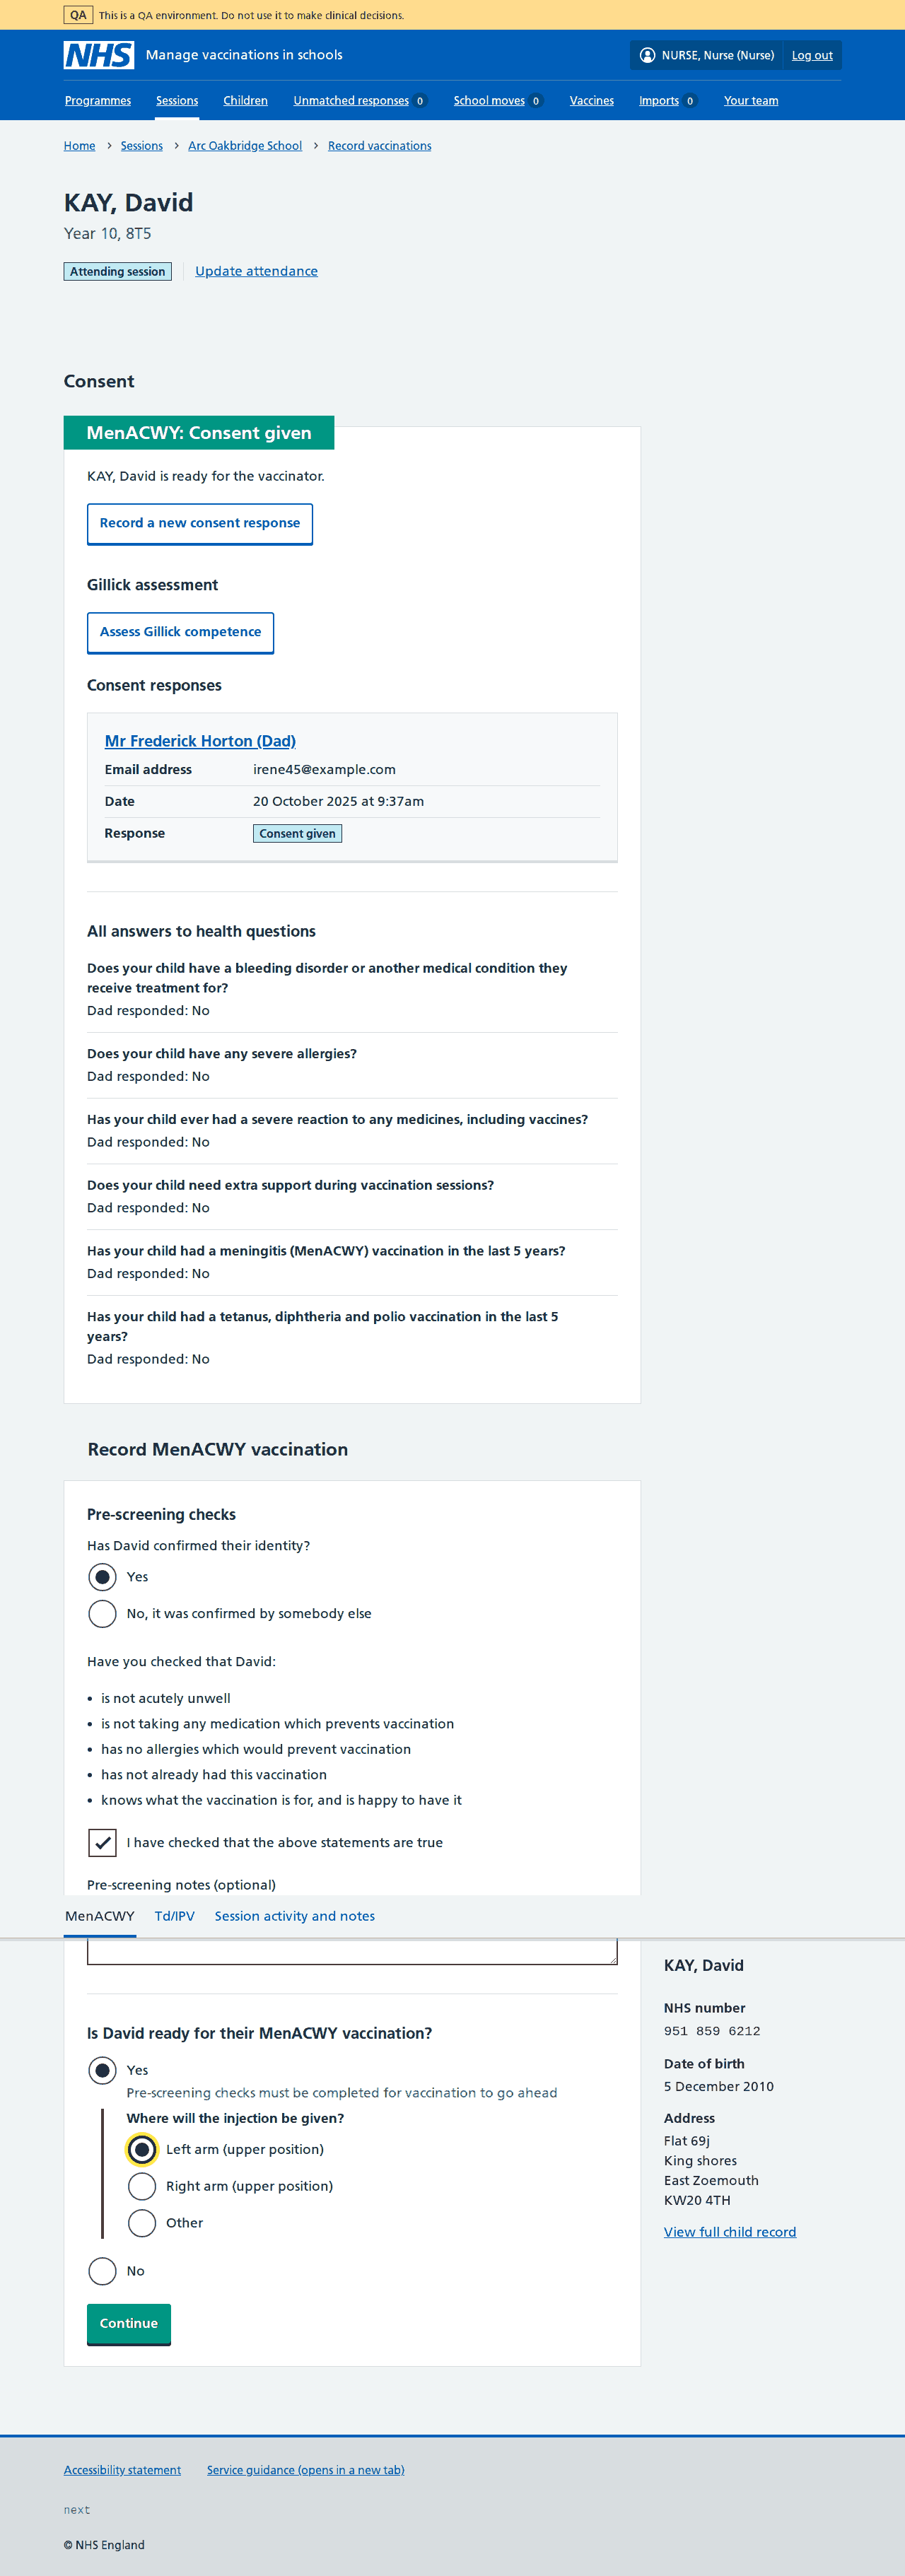 QA This is a QA environment. Do not use it to make clinical decisions.
NHS Manage vaccinations in schools
NURSE, Nurse (Nurse) Log out
Programmes Sessions Children Unmatched responses 0 School moves 0 Vaccines Imports 0 Your team
Home > Sessions > Arc Oakbridge School > Record vaccinations
KAY, David
Year 10, 8T5
Attending session Update attendance
Consent
MenACWY: Consent given
KAY, David is ready for the vaccinator.
Record a new consent response
Gillick assessment
Assess Gillick competence
Consent responses
Mr Frederick Horton (Dad)
Email address irene45@example.com
Date 20 October 2025 at 9:37am
Response Consent given
All answers to health questions
Does your child have a bleeding disorder or another medical condition they
receive treatment for?
Dad responded: No
Does your child have any severe allergies?
Dad responded: No
Has your child ever had a severe reaction to any medicines, including vaccines?
Dad responded: No
Does your child need extra support during vaccination sessions?
Dad responded: No
Has your child had a meningitis (MenACWY) vaccination in the last 5 years?
Dad responded: No
Has your child had a tetanus, diphtheria and polio vaccination in the last 5
years?
Dad responded: No
Record MenACWY vaccination
Pre-screening checks
Has David confirmed their identity?
Yes
No, it was confirmed by somebody else
Have you checked that David:
• is not acutely unwell
• is not taking any medication which prevents vaccination
• has no allergies which would prevent vaccination
• has not already had this vaccination
• knows what the vaccination is for, and is happy to have it
I have checked that the above statements are true
Pre-screening notes (optional)
MenACWY Td/IPV Session activity and notes
Is David ready for their MenACWY vaccination?
Yes
Pre-screening checks must be completed for vaccination to go ahead
Where will the injection be given?
Left arm (upper position)
Right arm (upper position)
Other
No
Continue
KAY, David
NHS number
951 859 6212
Date of birth
5 December 2010
Address
Flat 69j
King shores
East Zoemouth
KW20 4TH
View full child record
Accessibility statement Service guidance (opens in a new tab)
next
© NHS England